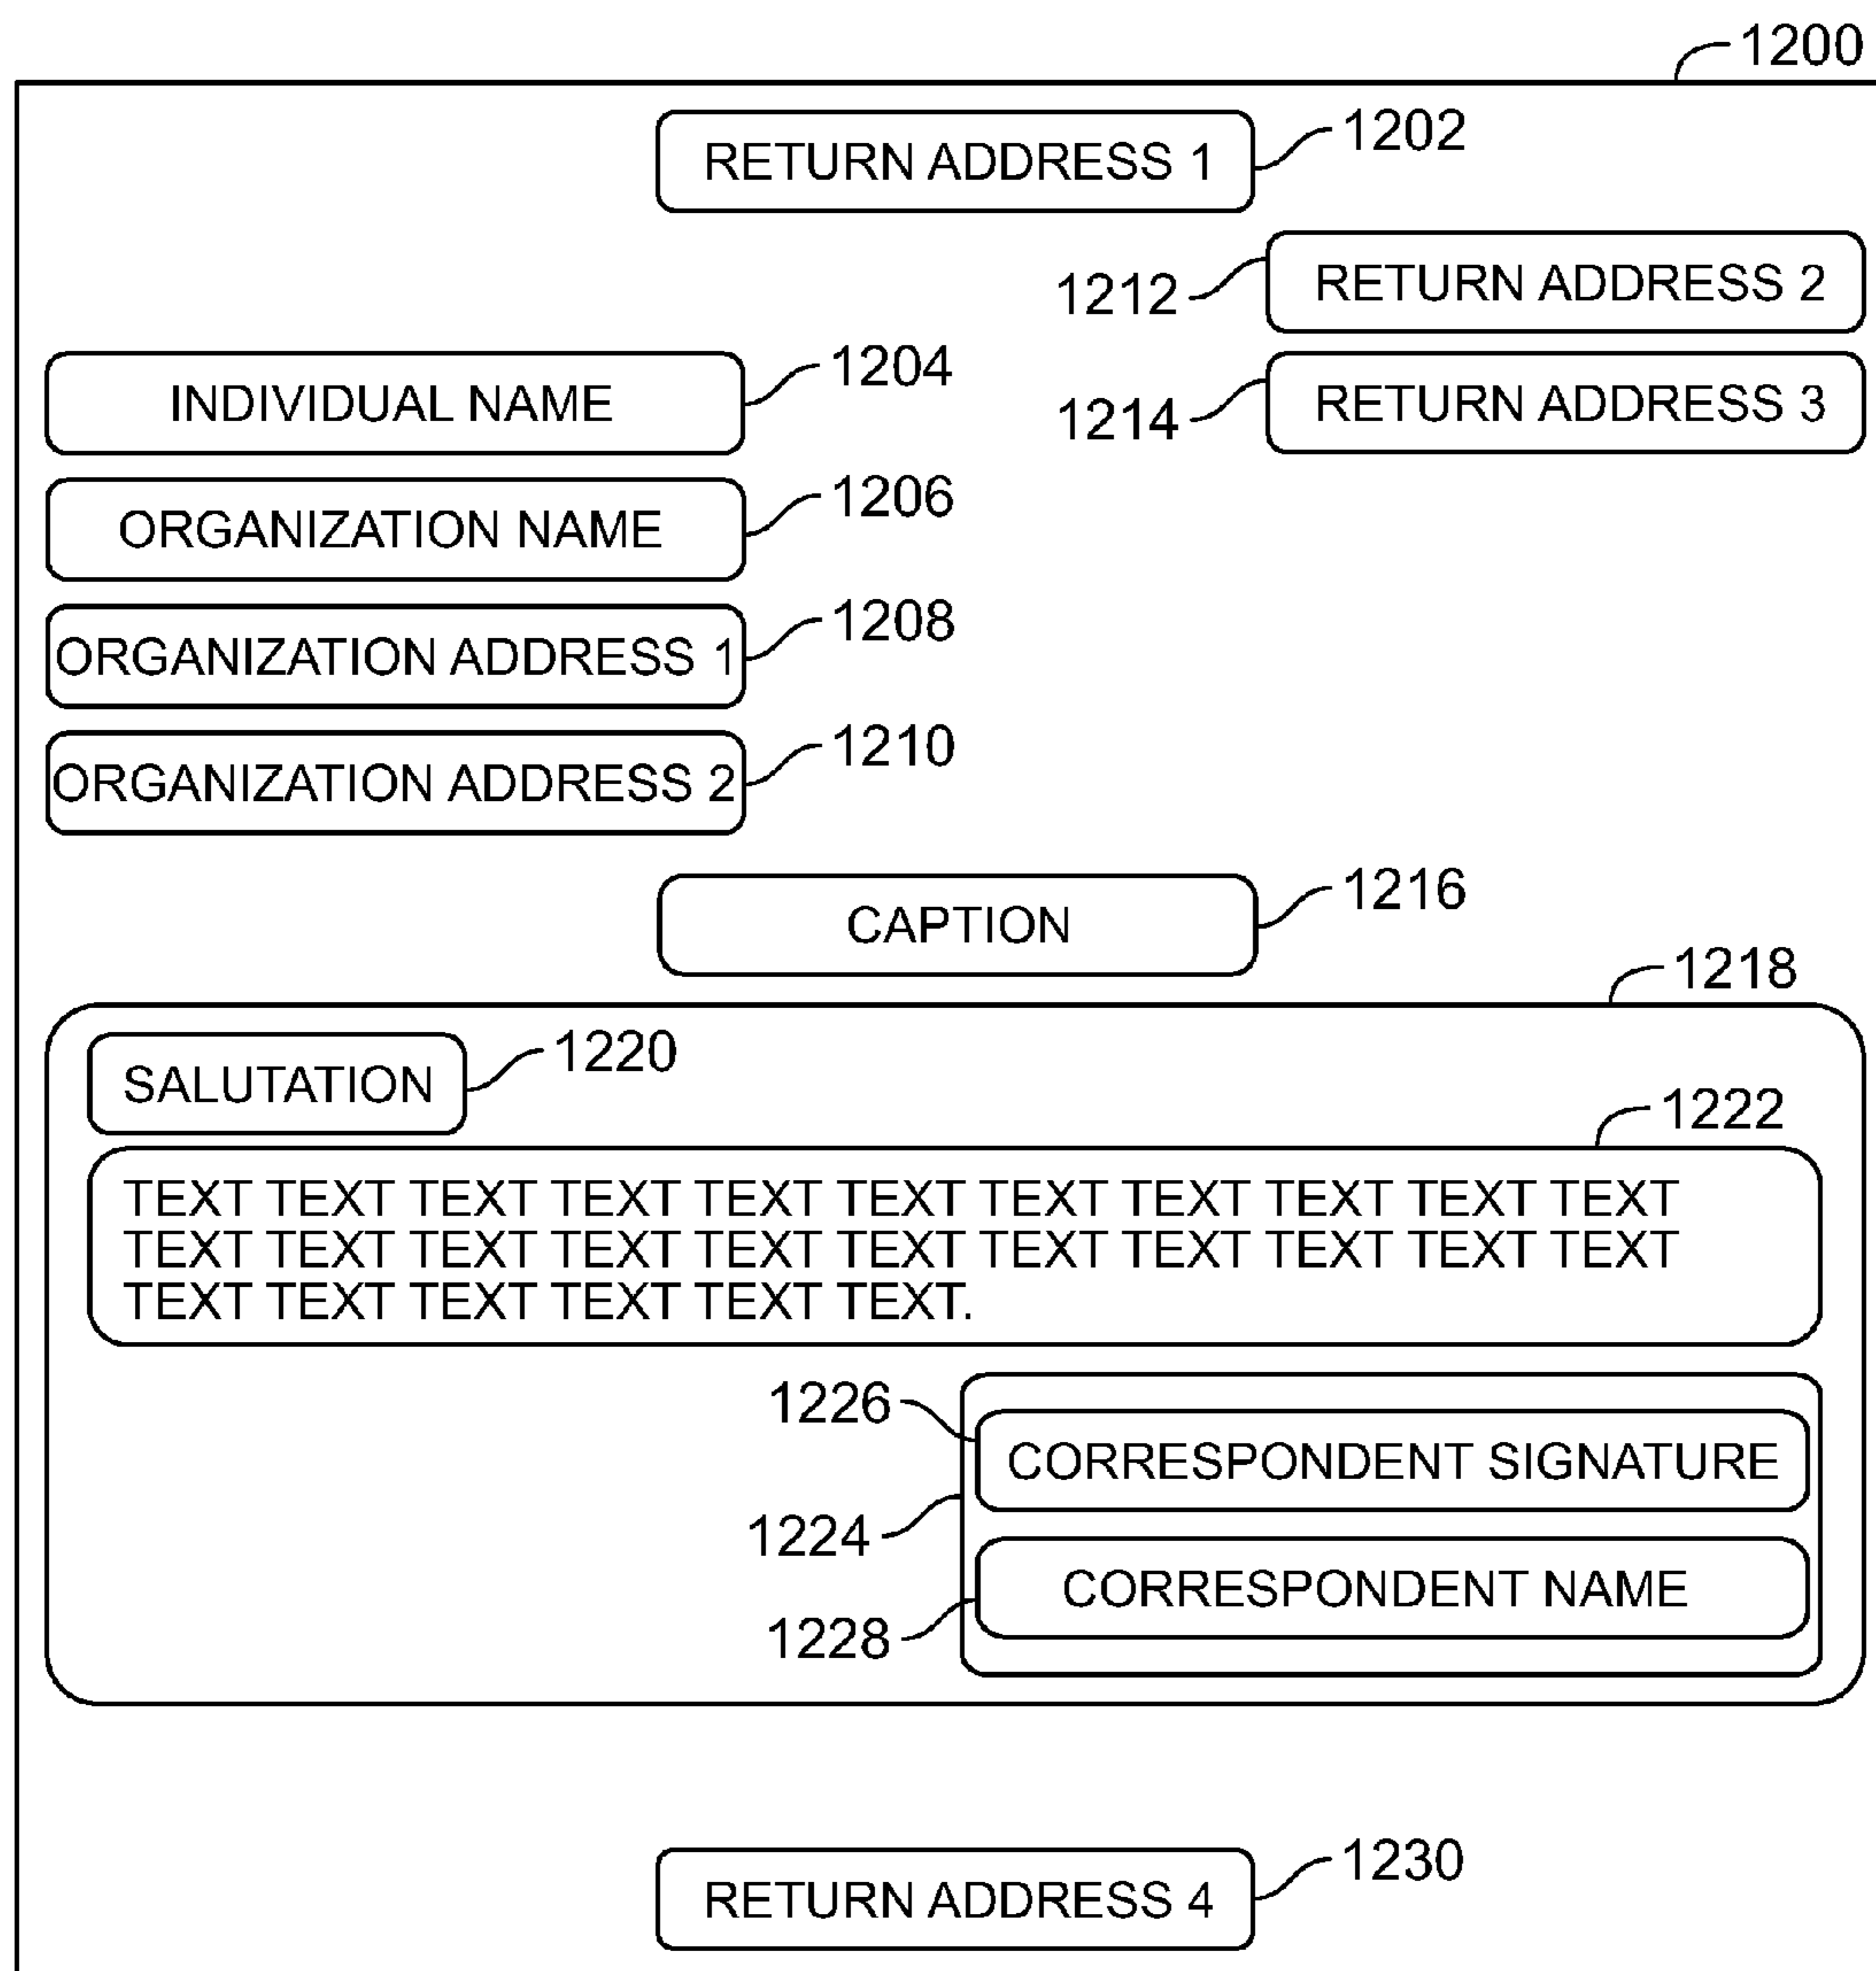 1200
RETURN ADDRESS 1
1202
1212
RETURN ADDRESS 2
INDIVIDUAL NAME
1204
1214
RETURN ADDRESS 3
ORGANIZATION NAME
1206
ORGANIZATION ADDRESS 1
1208
ORGANIZATION ADDRESS 2
1210
CAPTION
1216
1218
SALUTATION
1220
1222
TEXT TEXT TEXT TEXT TEXT TEXT TEXT TEXT TEXT TEXT TEXT
TEXT TEXT TEXT TEXT TEXT TEXT TEXT TEXT TEXT TEXT TEXT
TEXT TEXT TEXT TEXT TEXT TEXT.
1226
CORRESPONDENT SIGNATURE
1224
CORRESPONDENT NAME
1228
RETURN ADDRESS 4
1230